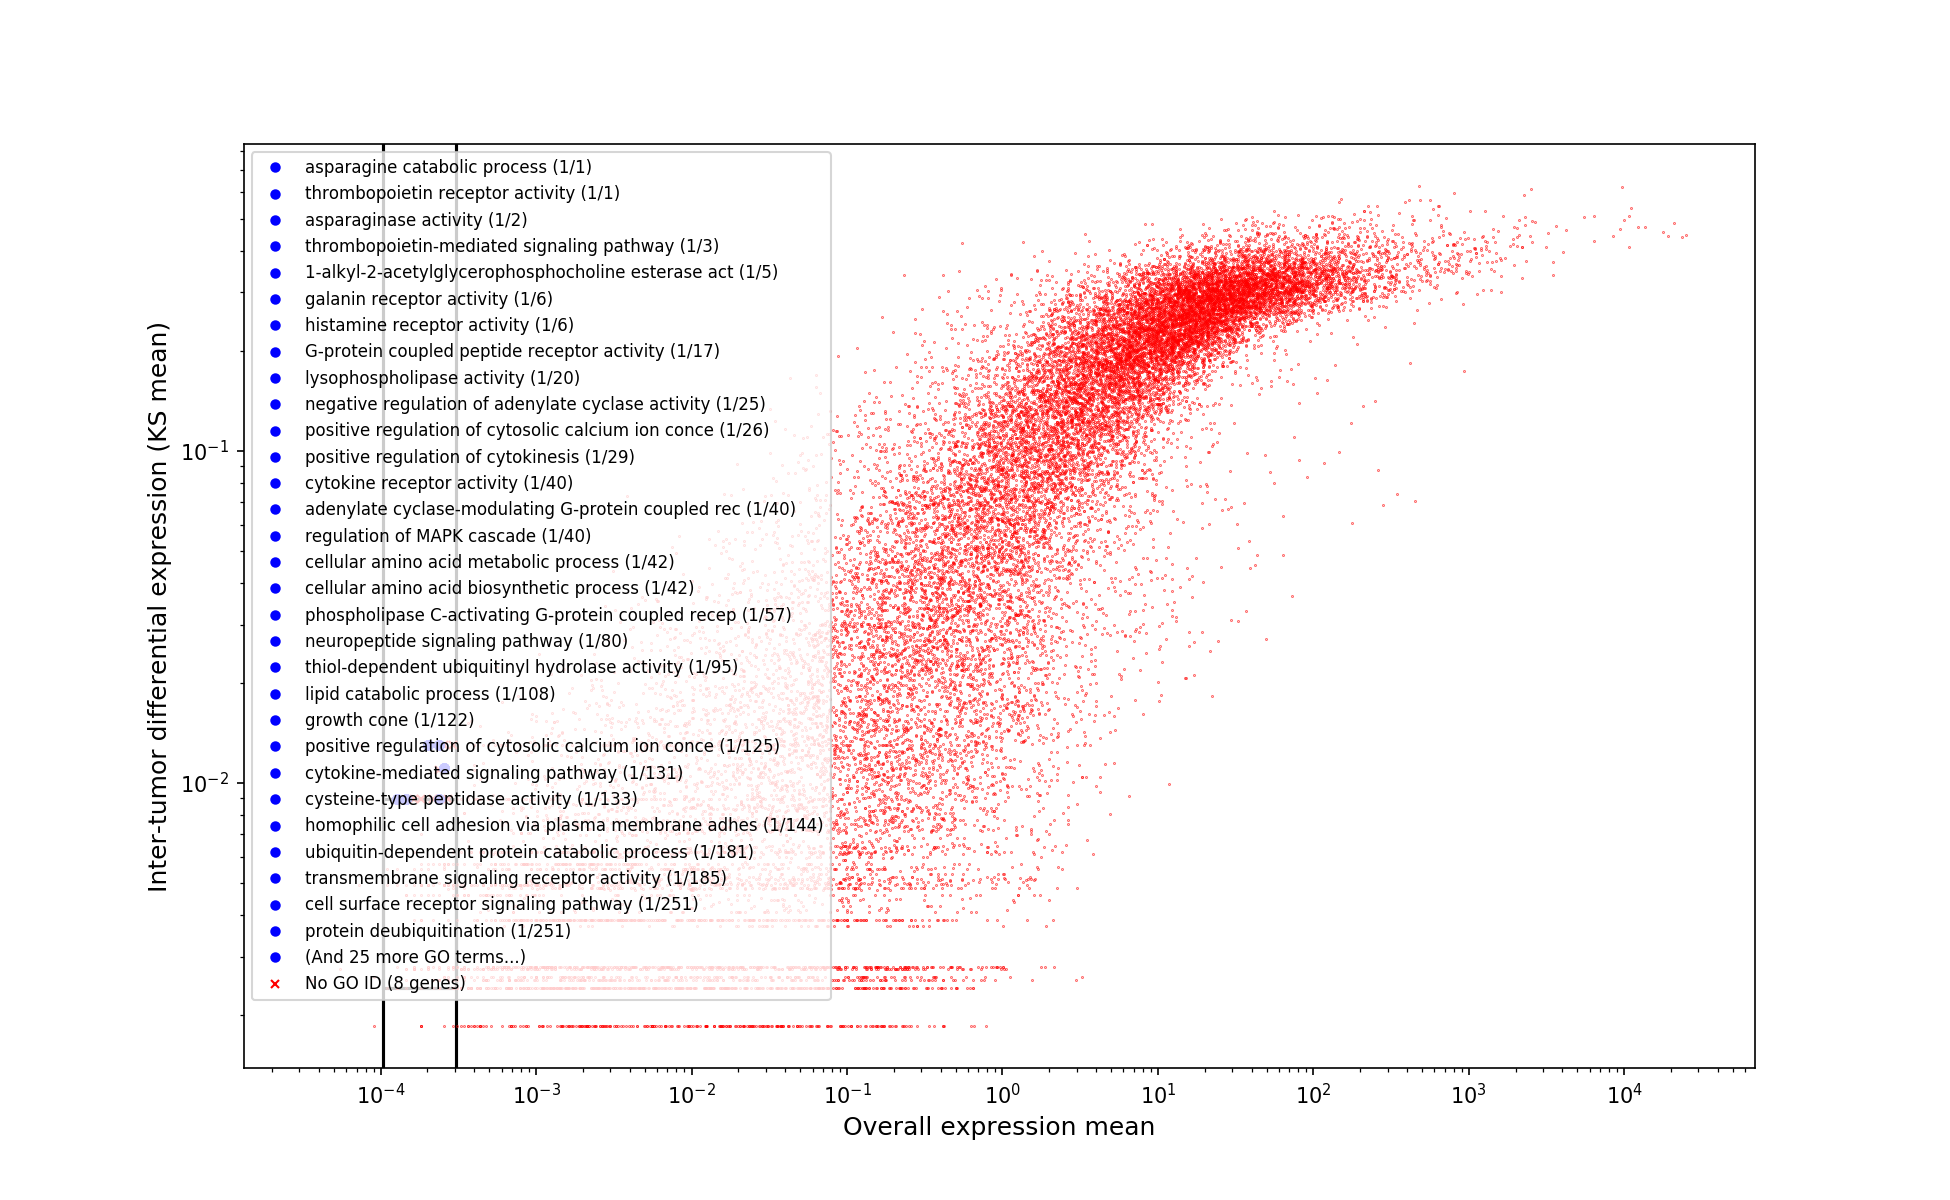 asparagine catabolic process (1/1)
thrombopoietin receptor activity (1/1)
asparaginase activity (1/2)
thrombopoietin-mediated signaling pathway (1/3)
1-alkyl-2-acetylglycerophosphocholine esterase act (1/5)
galanin receptor activity (1/6)
histamine receptor activity (1/6)
G-protein coupled peptide receptor activity (1/17)
lysophospholipase activity (1/20)
negative regulation of adenylate cyclase activity (1/25)
positive regulation of cytosolic calcium ion conce (1/26)
positive regulation of cytokinesis (1/29)
cytokine receptor activity (1/40)
adenylate cyclase-modulating G-protein coupled rec (1/40)
regulation of MAPK cascade (1/40)
cellular amino acid metabolic process (1/42)
cellular amino acid biosynthetic process (1/42)
phospholipase C-activating G-protein coupled recep (1/57)
neuropeptide signaling pathway (1/80)
thiol-dependent ubiquitinyl hydrolase activity (1/95)
lipid catabolic process (1/108)
growth cone (1/122)
positive regulation of cytosolic calcium ion conce (1/125)
cytokine-mediated signaling pathway (1/131)
cysteine-type peptidase activity (1/133)
homophilic cell adhesion via plasma membrane adhes (1/144)
ubiquitin-dependent protein catabolic process (1/181)
transmembrane signaling receptor activity (1/185)
cell surface receptor signaling pathway (1/251)
protein deubiquitination (1/251)
(And 25 more GO terms...)
No GO ID (8 genes)
Inter-tumor differential expression (KS mean)
10⁻¹
10⁻²
10⁻⁴ 10⁻³ 10⁻² 10⁻¹ 10⁰ 10¹ 10² 10³ 10⁴
Overall expression mean